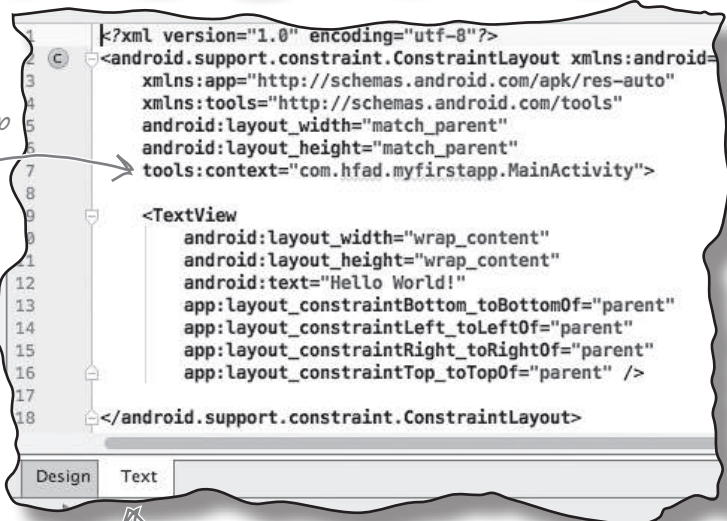 1 <?xml version="1.0" encoding="utf-8"?>
2 C <android.support.constraint.ConstraintLayout xmlns:android=
3 xmlns:app="http://schemas.android.com/apk/res-auto"
4 xmlns:tools="http://schemas.android.com/tools"
5 android:layout_width="match_parent"
6 android:layout_height="match_parent"
7 tools:context="com.hfad.myfirstapp.MainActivity">
8
9 <TextView
0 android:layout_width="wrap_content"
11 android:layout_height="wrap_content"
12 android:text="Hello World!"
13 app:layout_constraintBottom_toBottomOf="parent"
14 app:layout_constraintLeft_toLeftOf="parent"
15 app:layout_constraintRight_toRightOf="parent"
16 app:layout_constraintTop_toTopOf="parent" />
17
18 </android.support.constraint.ConstraintLayout>
Design Text